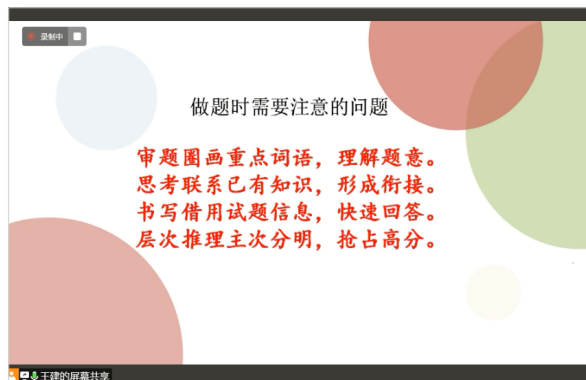 录制中
做题时需要注意的问题
审题圈画重点词语，理解题意。
思考联系已有知识，形成衔接。
书写借用试题信息，快速回答。
层次推理主次分明，抢占高分。
王建的屏幕共享